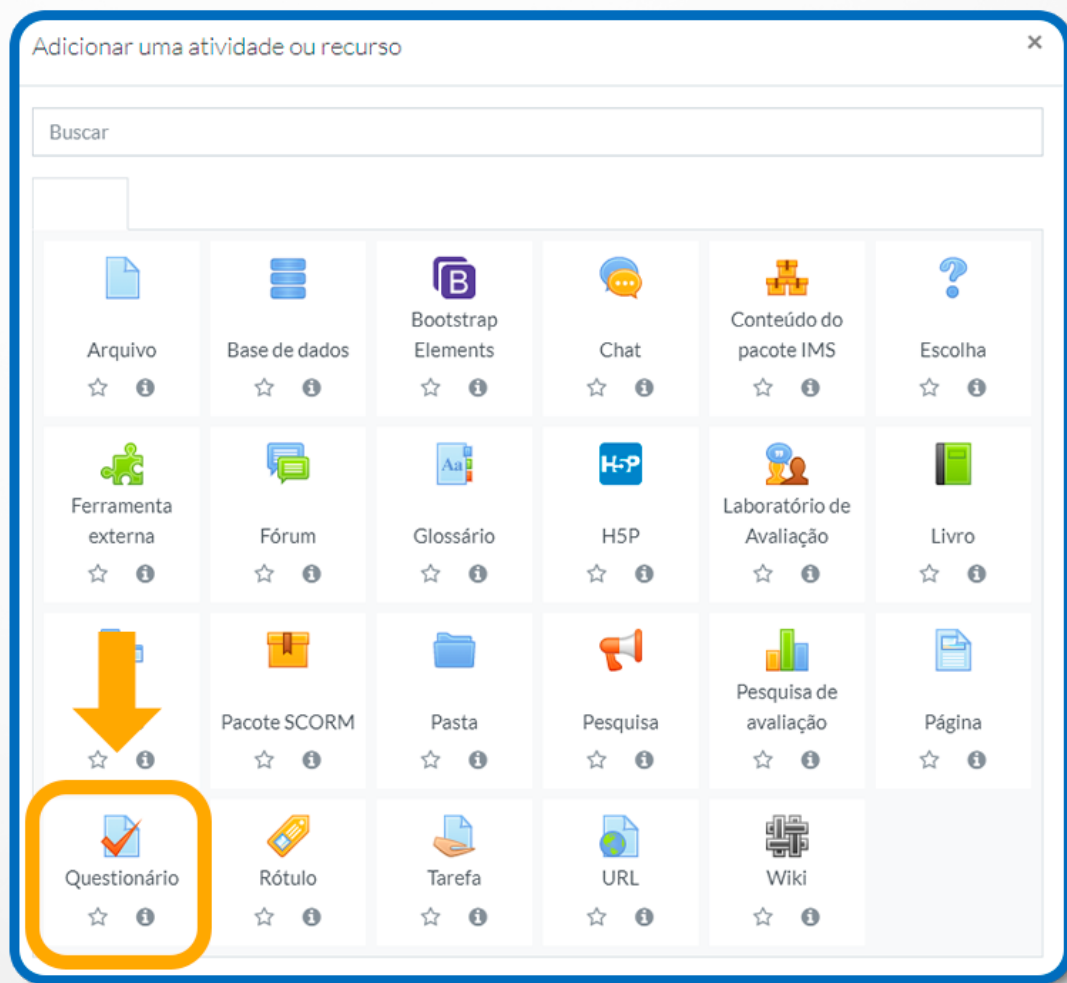 Adicionar uma atividade ou recurso
Buscar
Arquivo
Base de dados
Bootstrap
Elements
Chat
Conteúdo do
pacote IMS
Escolha
Ferramenta
externa
Fórum
Glossário
H5P
Laboratório de
Avaliação
Livro
Pacote SCORM
Pasta
Pesquisa
Pesquisa de
avaliação
Página
Questionário
Rótulo
Tarefa
URL
Wiki